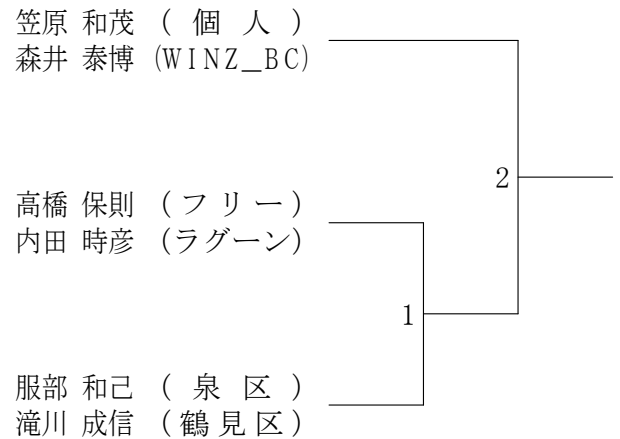 笠原 和茂 ( 個 人 )
森井 泰博 (WINZ_BC)
2
高橋 保則 ( フ リ ー )
内田 時彦 (ラグーン)
1
服部 和己 ( 泉 区 )
滝川 成信 ( 鶴 見 区 )